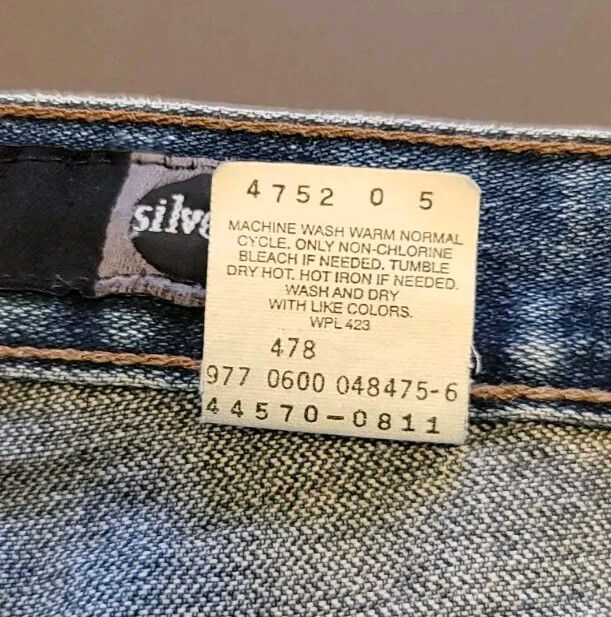 silve
4752 0 5
MACHINE WASH WARM NORMAL
CYCLE. ONLY NON-CHLORINE
BLEACH IF NEEDED. TUMBLE
DRY HOT. HOT IRON IF NEEDED.
WASH AND DRY
WITH LIKE COLORS.
WPL 423
478
977 0600 048475-6
44570-0811